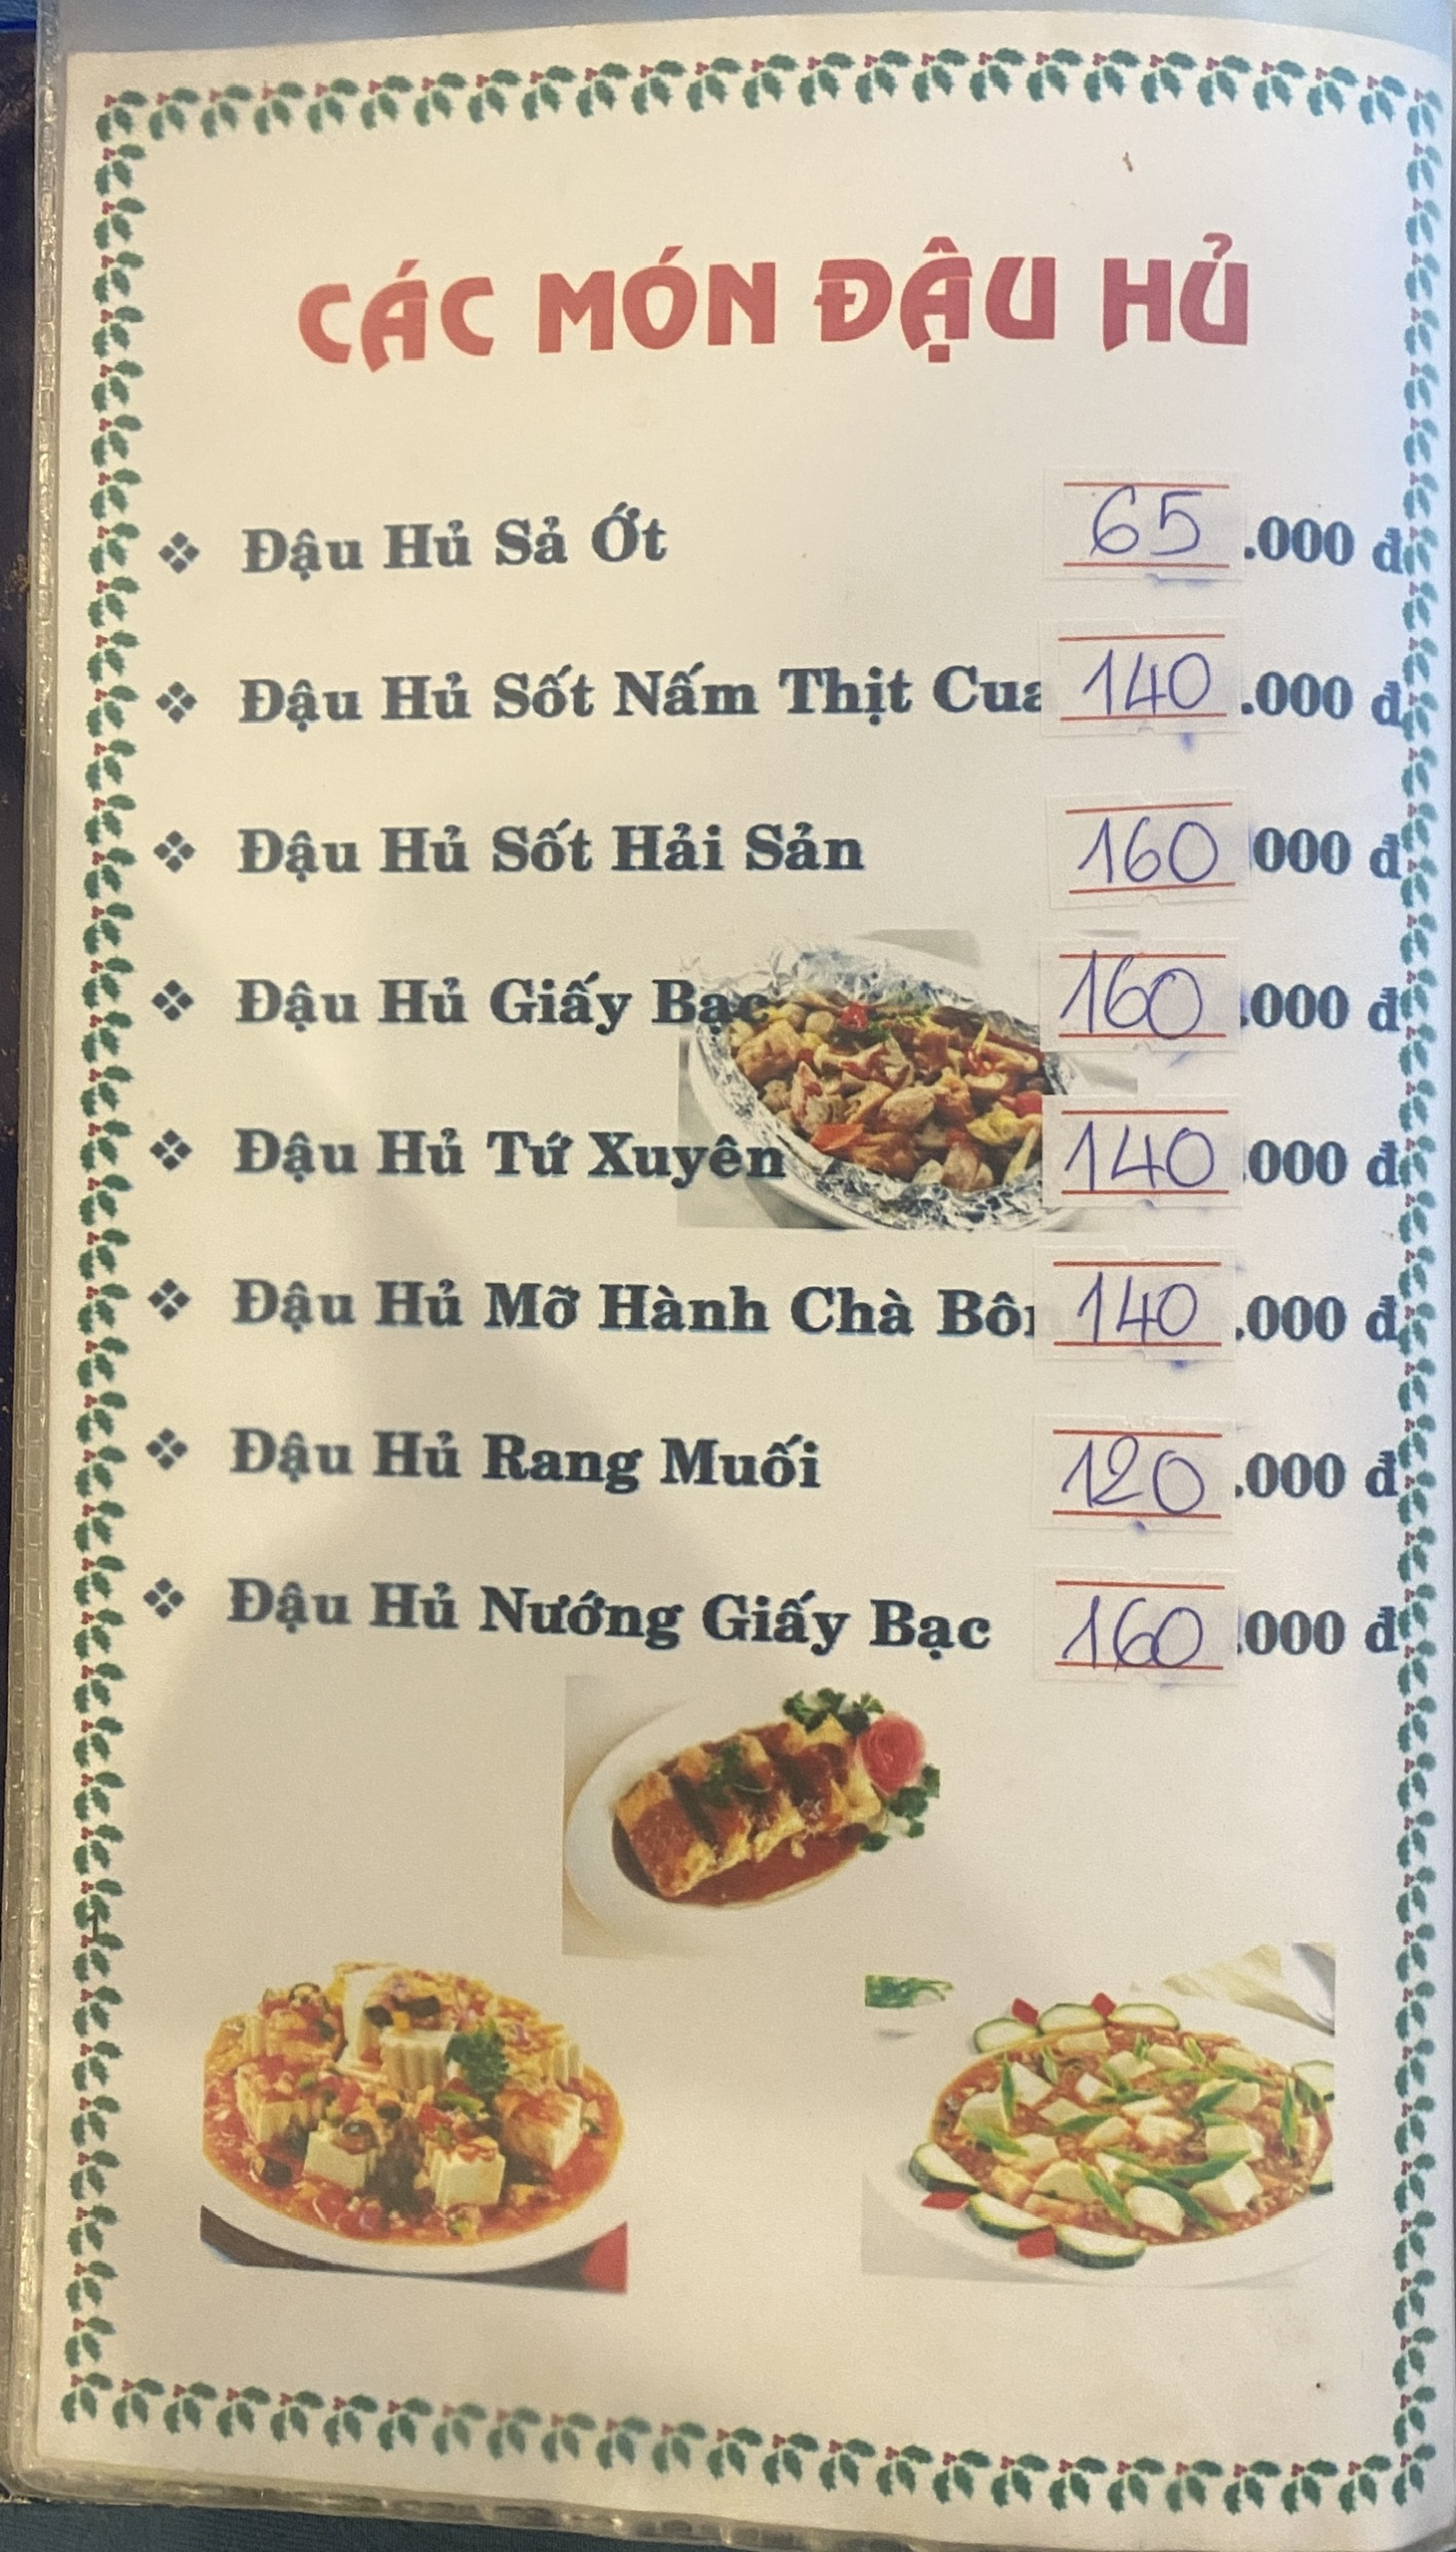 CÁC MÓN ĐẬU HỦ
❖ Đậu Hủ Sả Ớt 65.000 đ
❖ Đậu Hủ Sốt Nấm Thịt Cua 140.000 đ
❖ Đậu Hủ Sốt Hải Sản 160 000 đ
❖ Đậu Hủ Giấy Bạc 160.000 đ
❖ Đậu Hủ Tứ Xuyên 140.000 đ
❖ Đậu Hủ Mỡ Hành Chà 140.000 đ
❖ Đậu Hủ Rang Muối 120.000 đ
❖ Đậu Hủ Nướng Giấy Bạc 160.000 đ